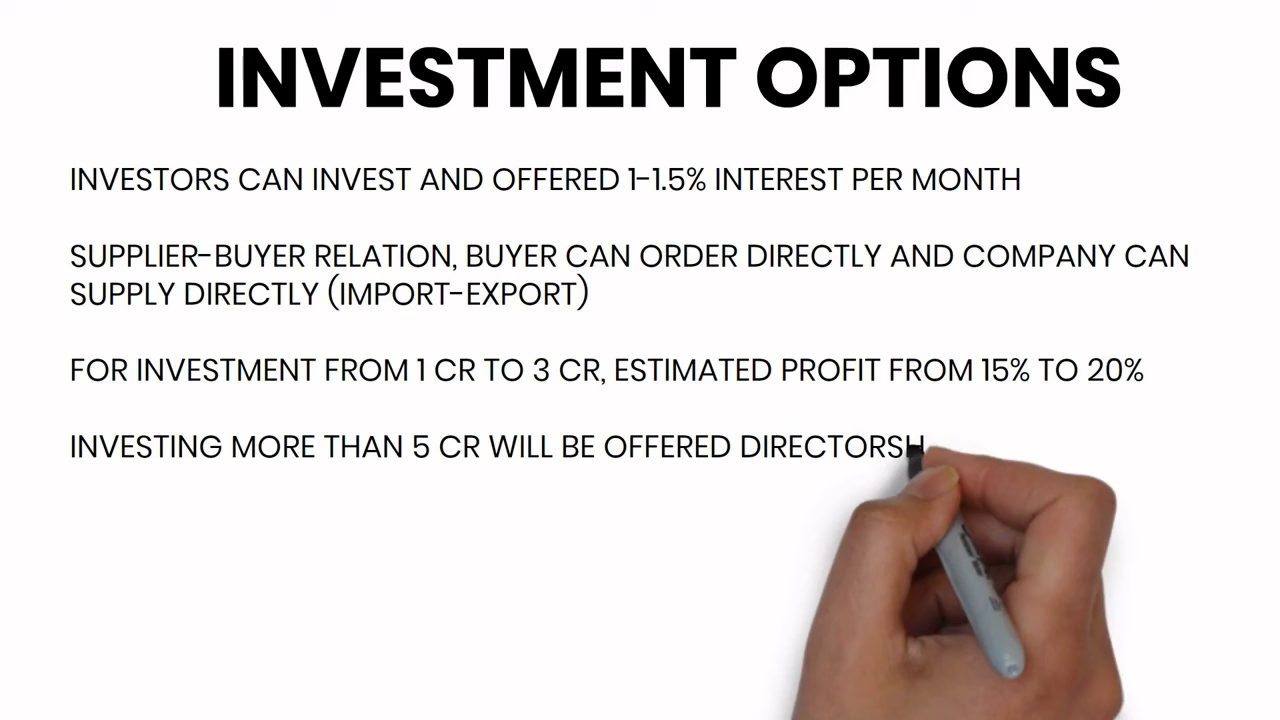 INVESTMENT OPTIONS
INVESTORS CAN INVEST AND OFFERED 1-1.5% INTEREST PER MONTH
SUPPLIER-BUYER RELATION, BUYER CAN ORDER DIRECTLY AND COMPANY CAN
SUPPLY DIRECTLY (IMPORT-EXPORT)
FOR INVESTMENT FROM 1 CR TO 3 CR, ESTIMATED PROFIT FROM 15% TO 20%
INVESTING MORE THAN 5 CR WILL BE OFFERED DIRECTORSH